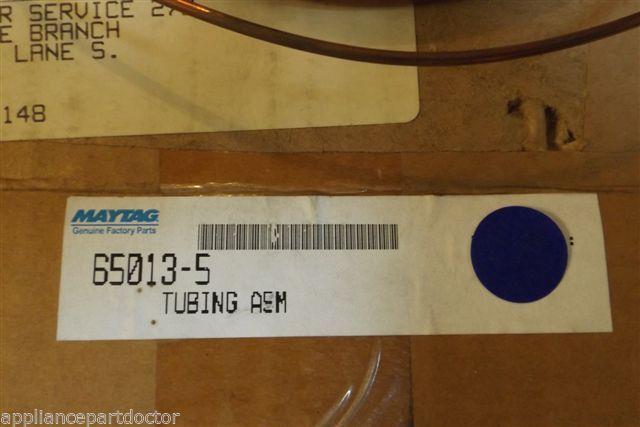 R SERVICE
E BRANCH
LANE S.
148
MAYTAG
Genuine Factory Parts
65013-5
TUBING ASM
appliancepartdoctor